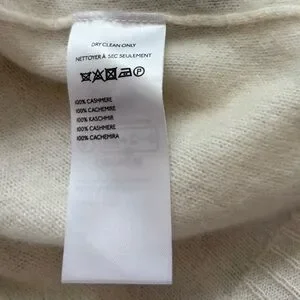 DRY CLEAN ONLY
NETTOYER À SEC SEULEMENT
P
100% CASHMERE
100% CACHEMIRE
100% KASCHMIR
100% CASHMERE
100% CACHEMIRA